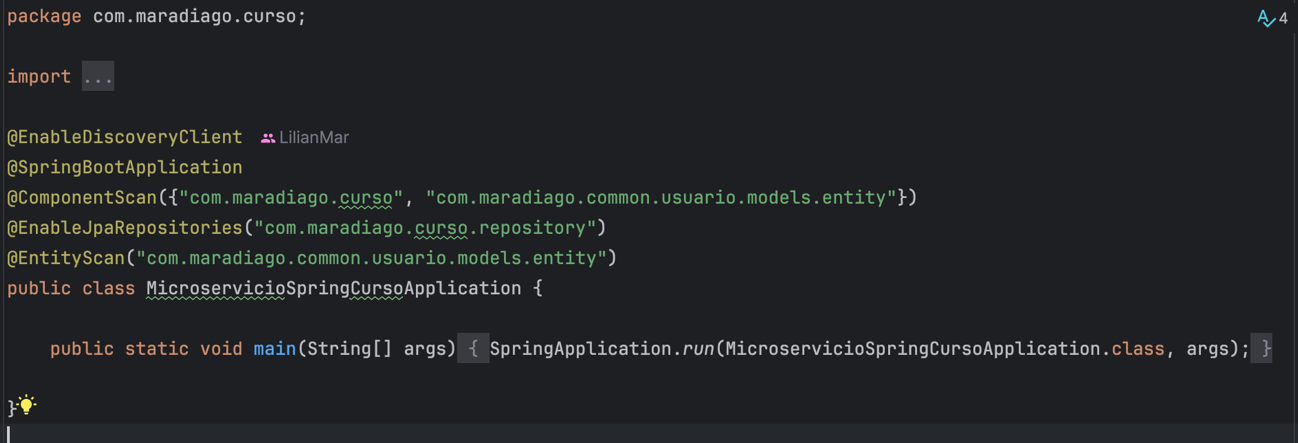 package com.maradiago.curso;
4
import ...
@EnableDiscoveryClient LilianMar
@SpringBootApplication
@ComponentScan({"com.maradiago.curso", "com.maradiago.common.usuario.models.entity"})
@EnableJpaRepositories("com.maradiago.curso.repository")
@EntityScan("com.maradiago.common.usuario.models.entity")
public class MicroservicioSpringCursoApplication {
public static void main(String[] args) { SpringApplication.run(MicroservicioSpringCursoApplication.class, args); }
}